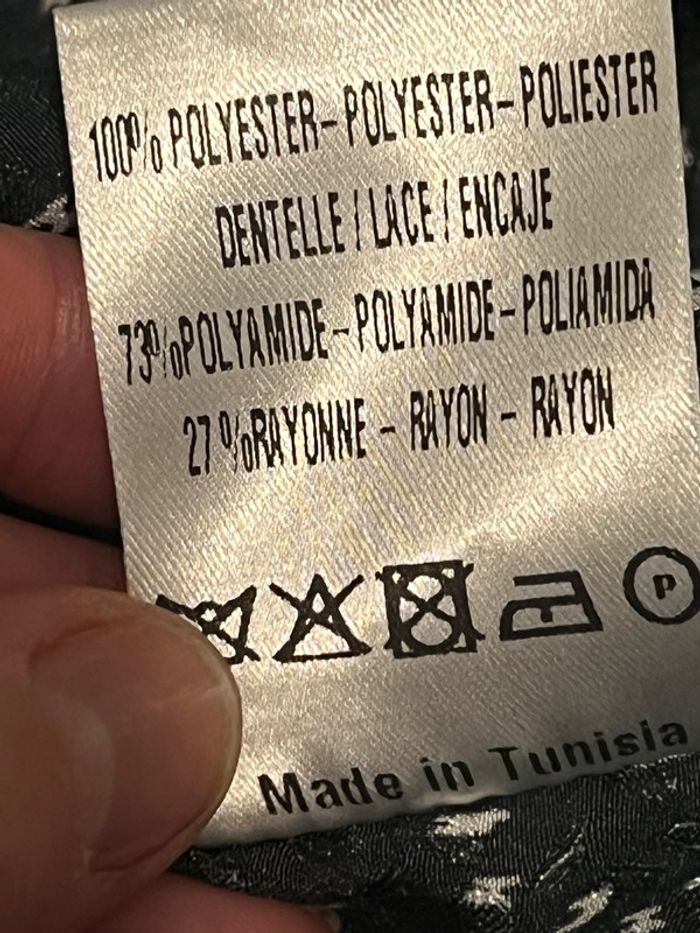 100% POLYESTER-POLYESTER-POLIESTER
DENTELLE / LACE / ENCAJE
73%POLYAMIDE-POLYAMIDE-POLIAMIDA
27 %RAYONNE - RAYON - RAYON
P
Made in Tunisia